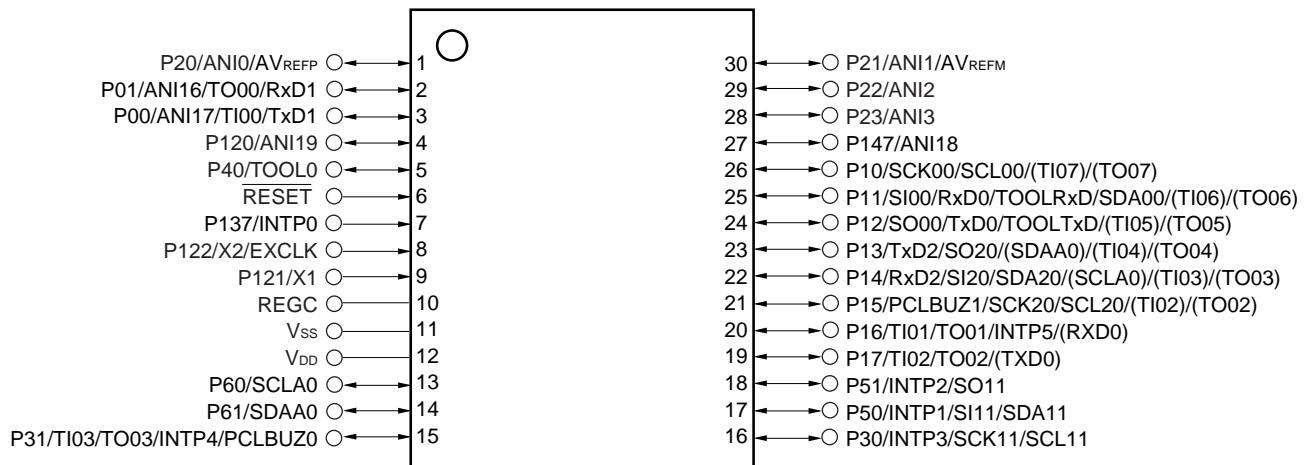 P20/ANI0/AVREFP 1 30 P21/ANI1/AVREFM
P01/ANI16/TO00/RxD1 2 29 P22/ANI2
P00/ANI17/TI00/TxD1 3 28 P23/ANI3
P120/ANI19 4 27 P147/ANI18
P40/TOOL0 5 26 P10/SCK00/SCL00/(TI07)/(TO07)
RESET 6 25 P11/SI00/RxD0/TOOLRxD/SDA00/(TI06)/(TO06)
P137/INTP0 7 24 P12/SO00/TxD0/TOOLTxD/(TI05)/(TO05)
P122/X2/EXCLK 8 23 P13/TxD2/SO20/(SDAA0)/(TI04)/(TO04)
P121/X1 9 22 P14/RxD2/SI20/SDA20/(SCLA0)/(TI03)/(TO03)
REGC 10 21 P15/PCLBUZ1/SCK20/SCL20/(TI02)/(TO02)
VSS 11 20 P16/TI01/TO01/INTP5/(RXD0)
VDD 12 19 P17/TI02/TO02/(TXD0)
P60/SCLA0 13 18 P51/INTP2/SO11
P61/SDAA0 14 17 P50/INTP1/SI11/SDA11
P31/TI03/TO03/INTP4/PCLBUZ0 15 16 P30/INTP3/SCK11/SCL11